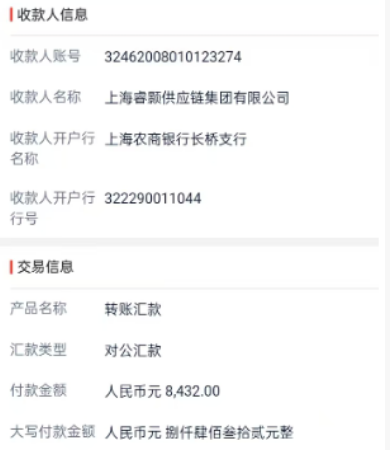 收款人信息
收款人账号 32462008010123274
收款人名称 上海睿颢供应链集团有限公司
收款人开户行 上海农商银行长桥支行
名称
收款人开户行 322290011044
行号
交易信息
产品名称 转账汇款
汇款类型 对公汇款
付款金额 人民币元 8,432.00
大写付款金额 人民币元 捌仟肆佰叁拾贰元整